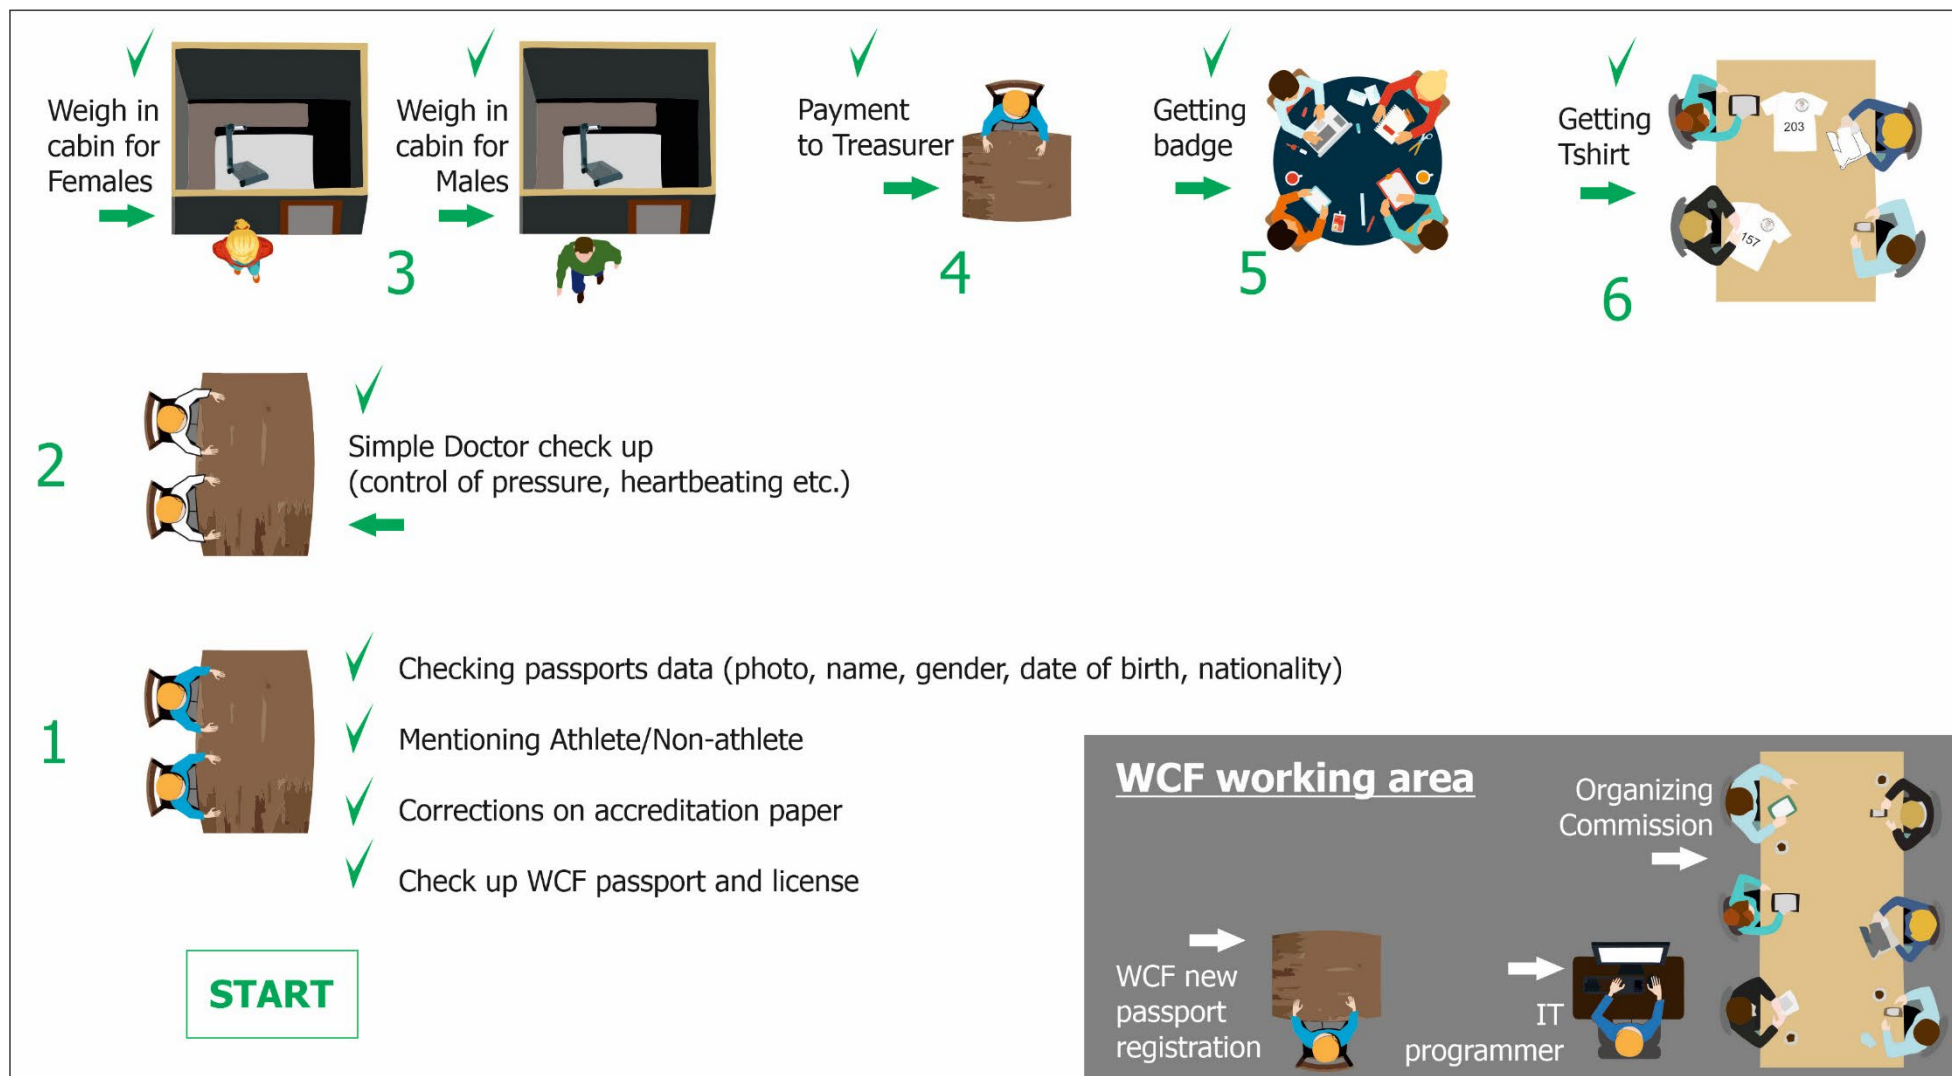 Weigh in
cabin for
Females
Weigh in
cabin for
Males
3
Payment
to Treasurer
4
Getting
badge
5
Getting
Tshirt
6
203
157
2
Simple Doctor check up
(control of pressure, heartbeating etc.)
1
Checking passports data (photo, name, gender, date of birth, nationality)
Mentioning Athlete/Non-athlete
Corrections on accreditation paper
Check up WCF passport and license
START
WCF working area
Organizing
Commission
WCF new
passport
registration
IT
programmer